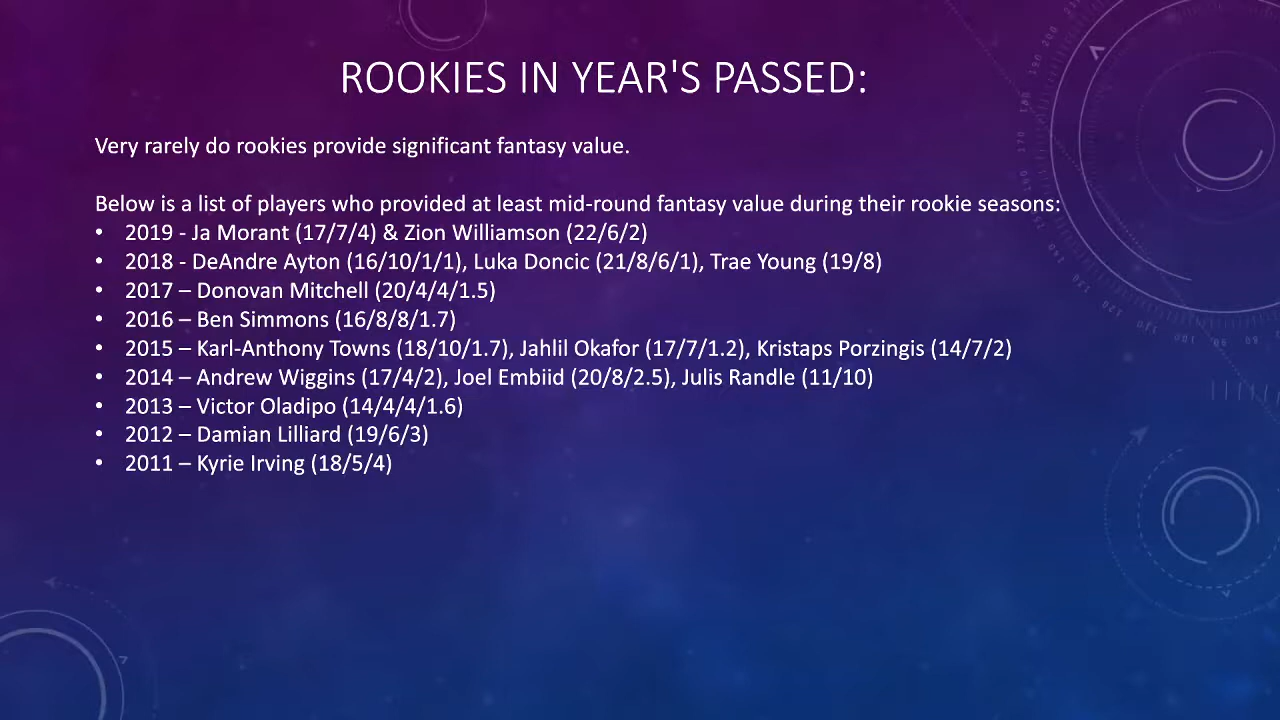 ROOKIES IN YEAR'S PASSED:
Very rarely do rookies provide significant fantasy value.
Below is a list of players who provided at least mid-round fantasy value during their rookie seasons:
• 2019 - Ja Morant (17/7/4) & Zion Williamson (22/6/2)
• 2018 - DeAndre Ayton (16/10/1/1), Luka Doncic (21/8/6/1), Trae Young (19/8)
• 2017 – Donovan Mitchell (20/4/4/1.5)
• 2016 – Ben Simmons (16/8/8/1.7)
• 2015 – Karl-Anthony Towns (18/10/1.7), Jahlil Okafor (17/7/1.2), Kristaps Porzingis (14/7/2)
• 2014 – Andrew Wiggins (17/4/2), Joel Embiid (20/8/2.5), Julis Randle (11/10)
• 2013 – Victor Oladipo (14/4/4/1.6)
• 2012 – Damian Lilliard (19/6/3)
• 2011 – Kyrie Irving (18/5/4)